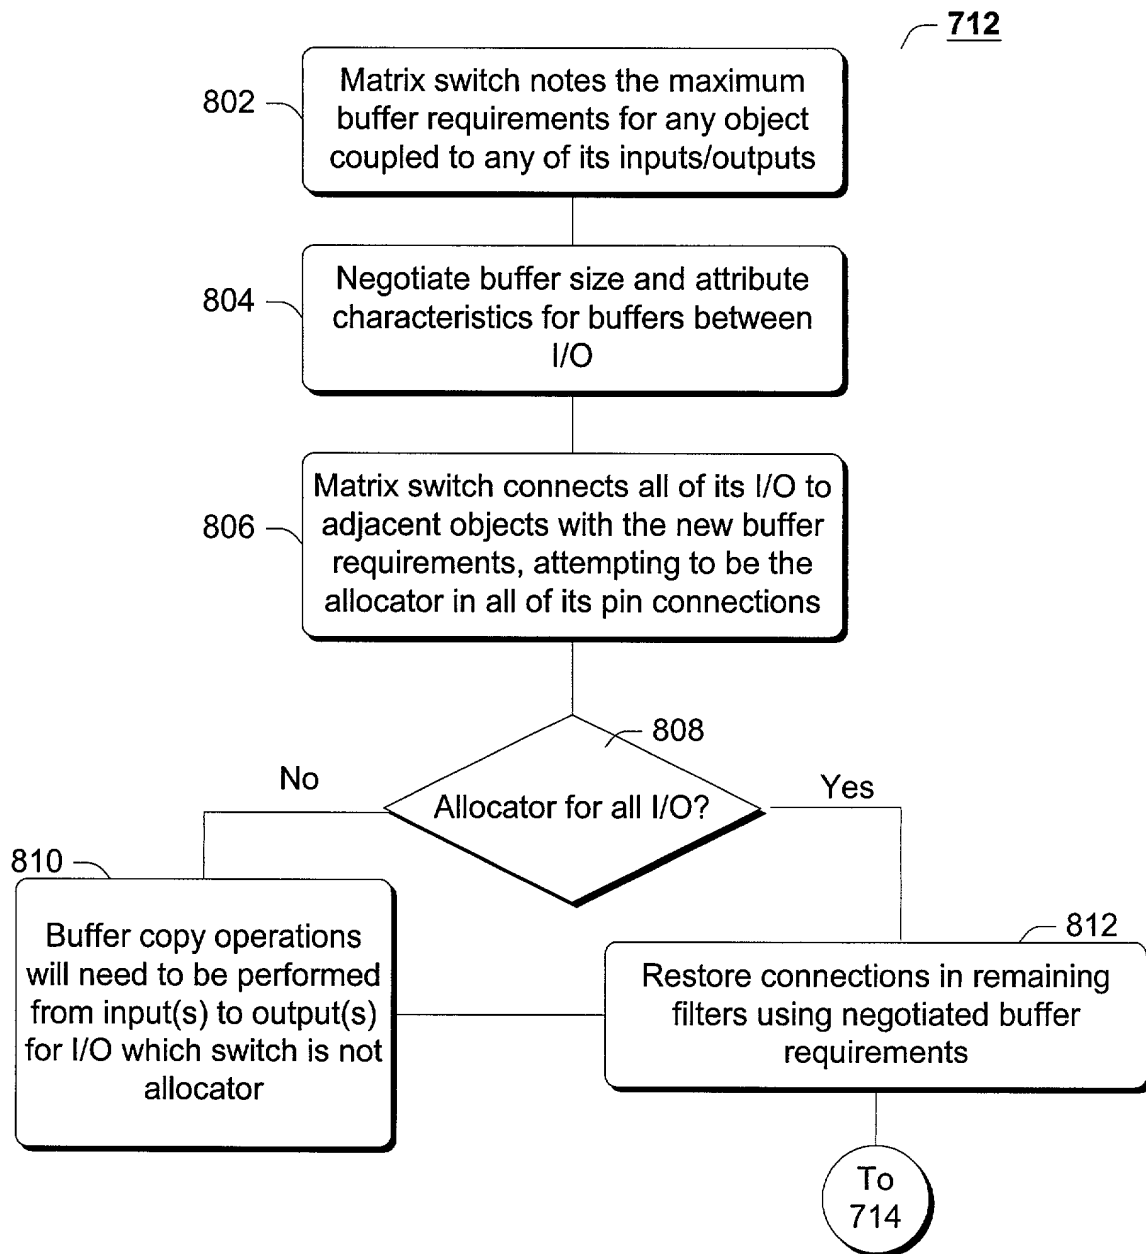 712
802
Matrix switch notes the maximum
buffer requirements for any object
coupled to any of its inputs/outputs
804
Negotiate buffer size and attribute
characteristics for buffers between
I/O
806
Matrix switch connects all of its I/O to
adjacent objects with the new buffer
requirements, attempting to be the
allocator in all of its pin connections
808
Allocator for all I/O?
No
Yes
810
Buffer copy operations
will need to be performed
from input(s) to output(s)
for I/O which switch is not
allocator
812
Restore connections in remaining
filters using negotiated buffer
requirements
To
714